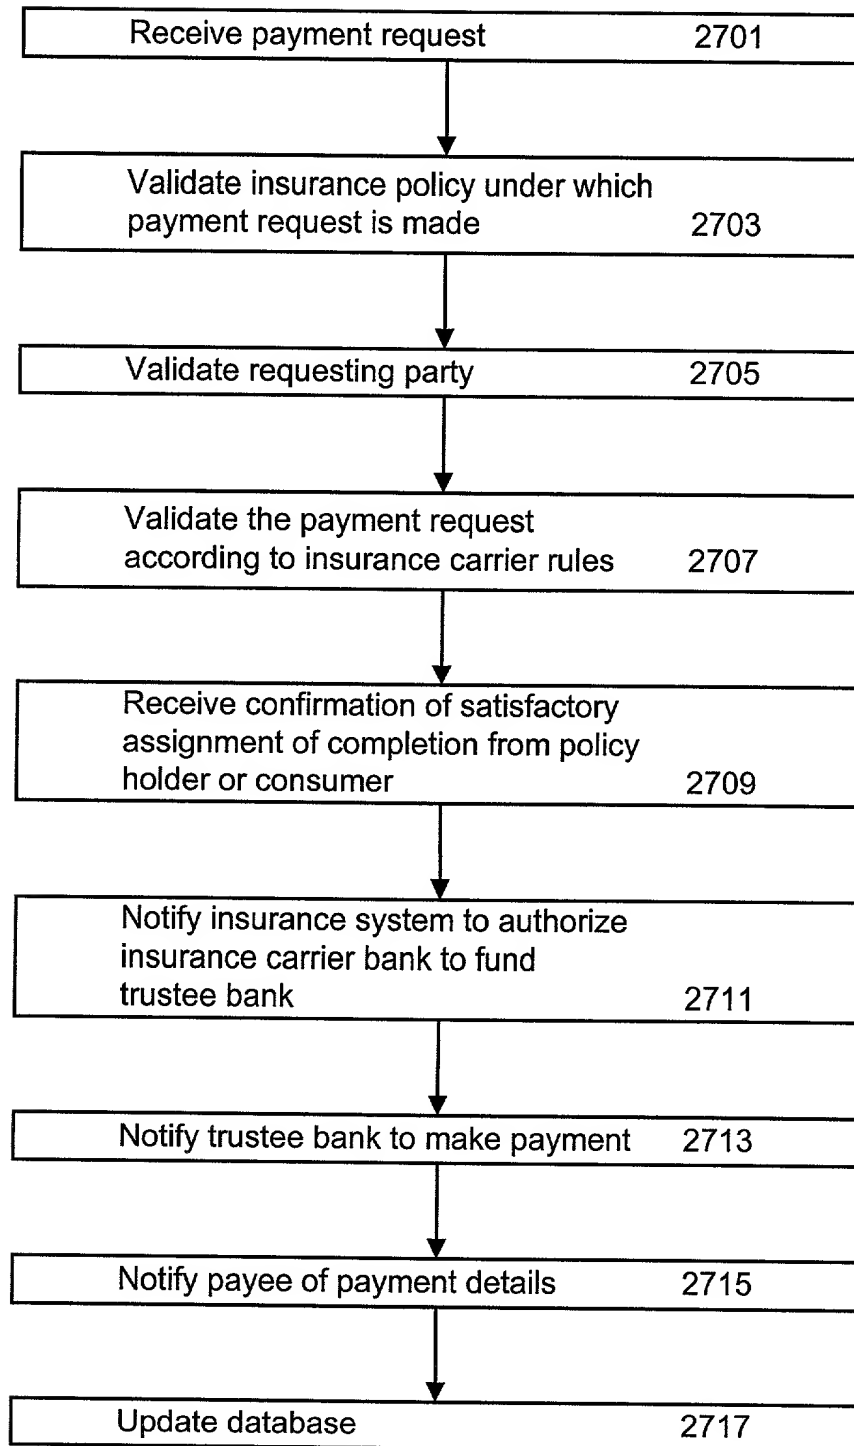 Receive payment request 2701
Validate insurance policy under which
payment request is made 2703
Validate requesting party 2705
Validate the payment request
according to insurance carrier rules 2707
Receive confirmation of satisfactory
assignment of completion from policy
holder or consumer 2709
Notify insurance system to authorize
insurance carrier bank to fund
trustee bank 2711
Notify trustee bank to make payment 2713
Notify payee of payment details 2715
Update database 2717